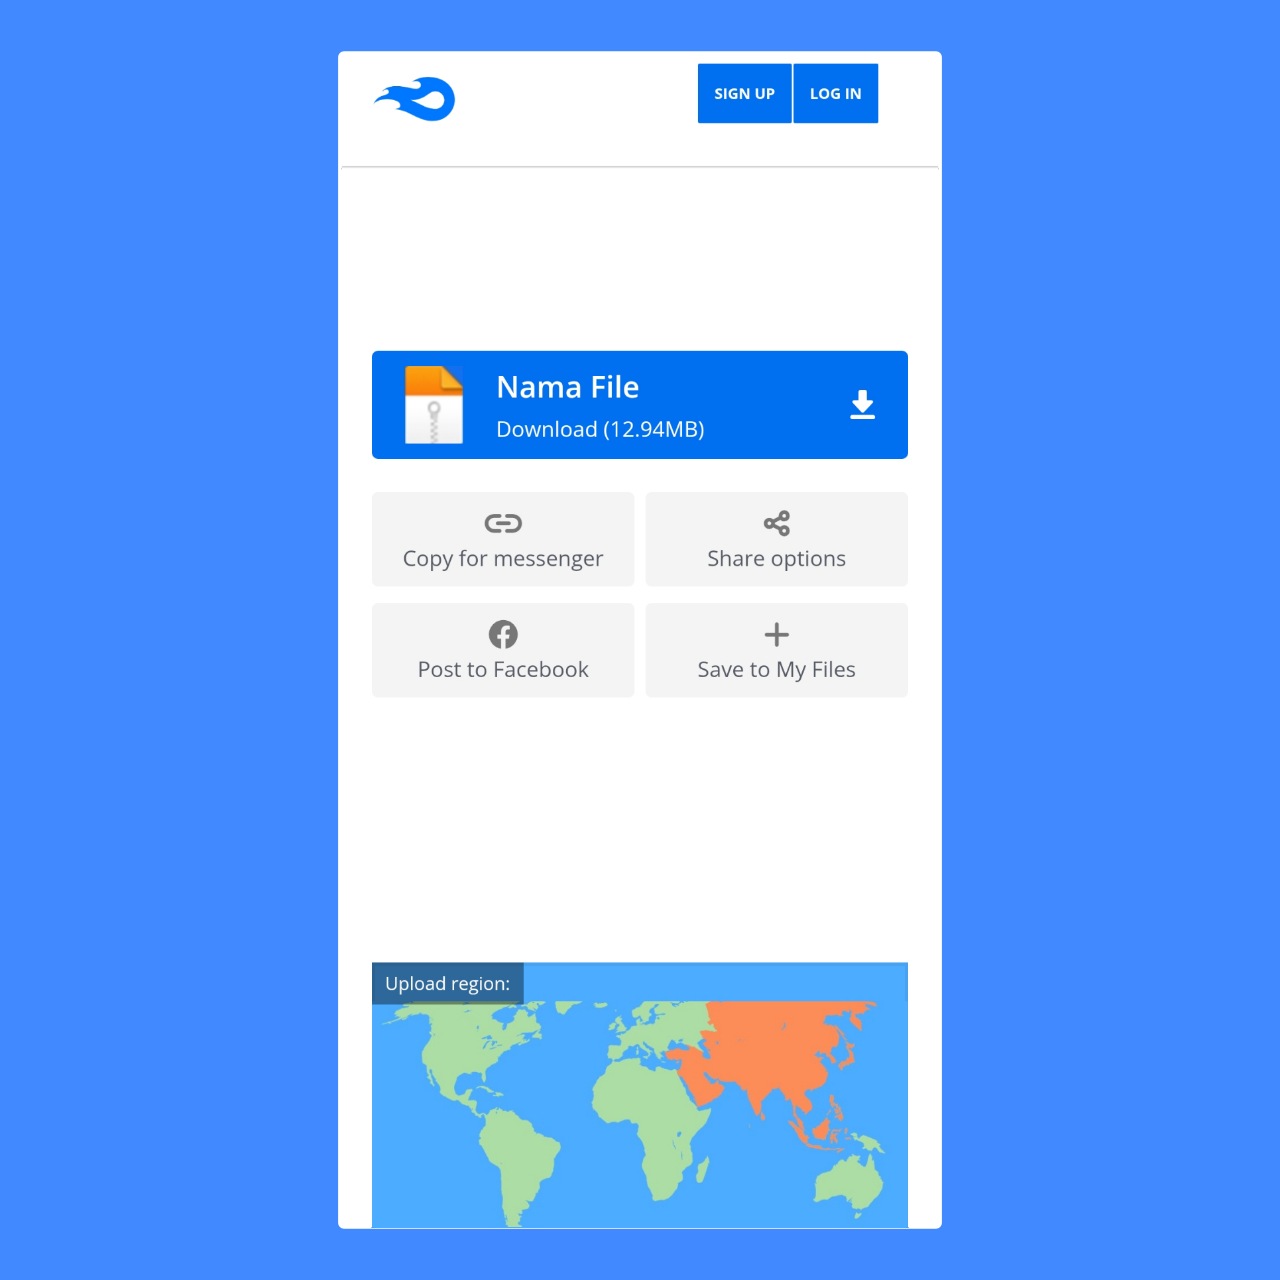 SIGN UP LOG IN
Nama File
Download (12.94MB)
Copy for messenger
Share options
Post to Facebook
Save to My Files
Upload region: